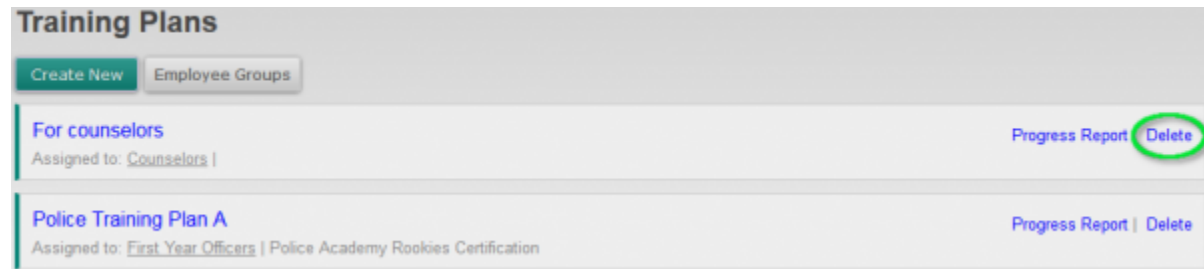 Training Plans
Create New Employee Groups
For counselors Progress Report Delete
Assigned to: Counselors |
Police Training Plan A Progress Report | Delete
Assigned to: First Year Officers | Police Academy Rookies Certification